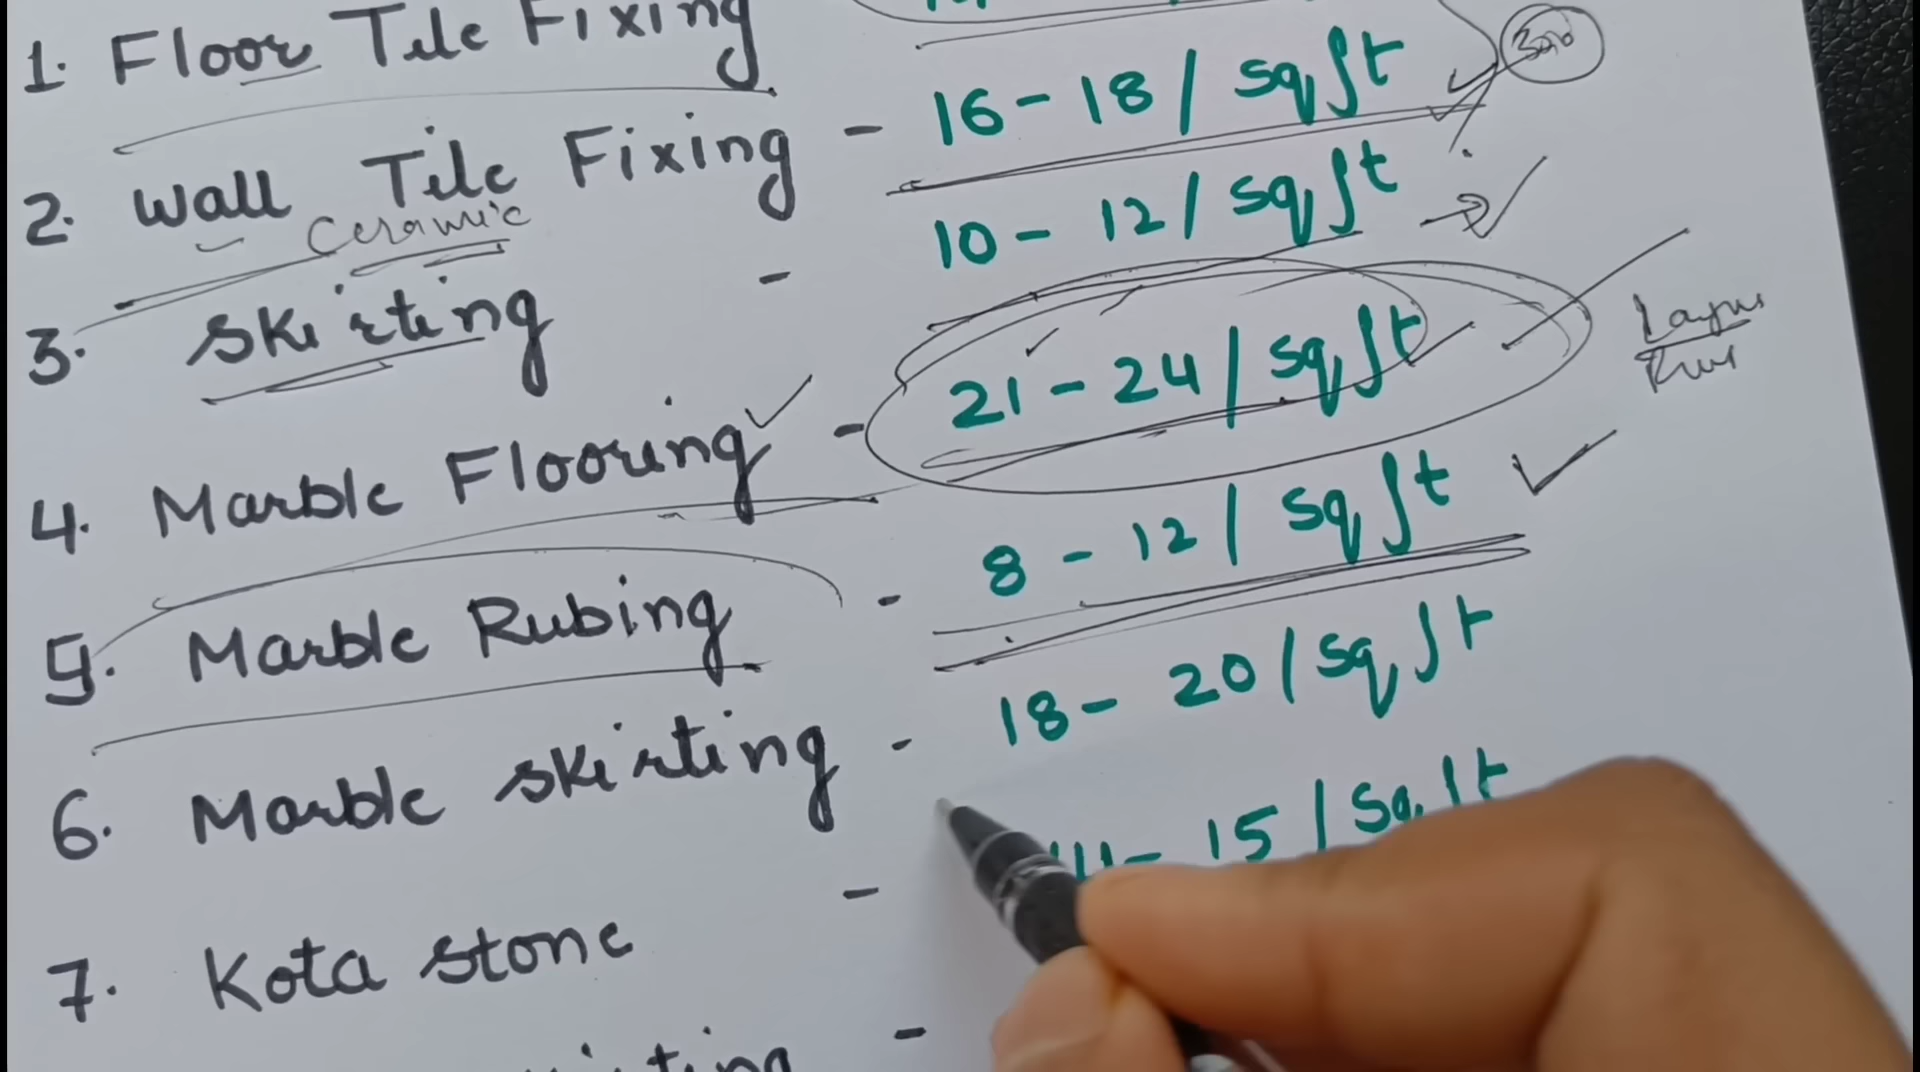 1. Floor Tile Fixing
2. Wall Tile Fixing - 16-18/ Sqft
Ceramic
3. Skirting - 10-12/ Sqft
4. Marble Flooring - 21-24/ Sqft
5. Marble Rubing - 8-12/ Sqft
6. Marble Skirting - 18-20/Sqft
7. Kota Stone - 14-15/Sqft